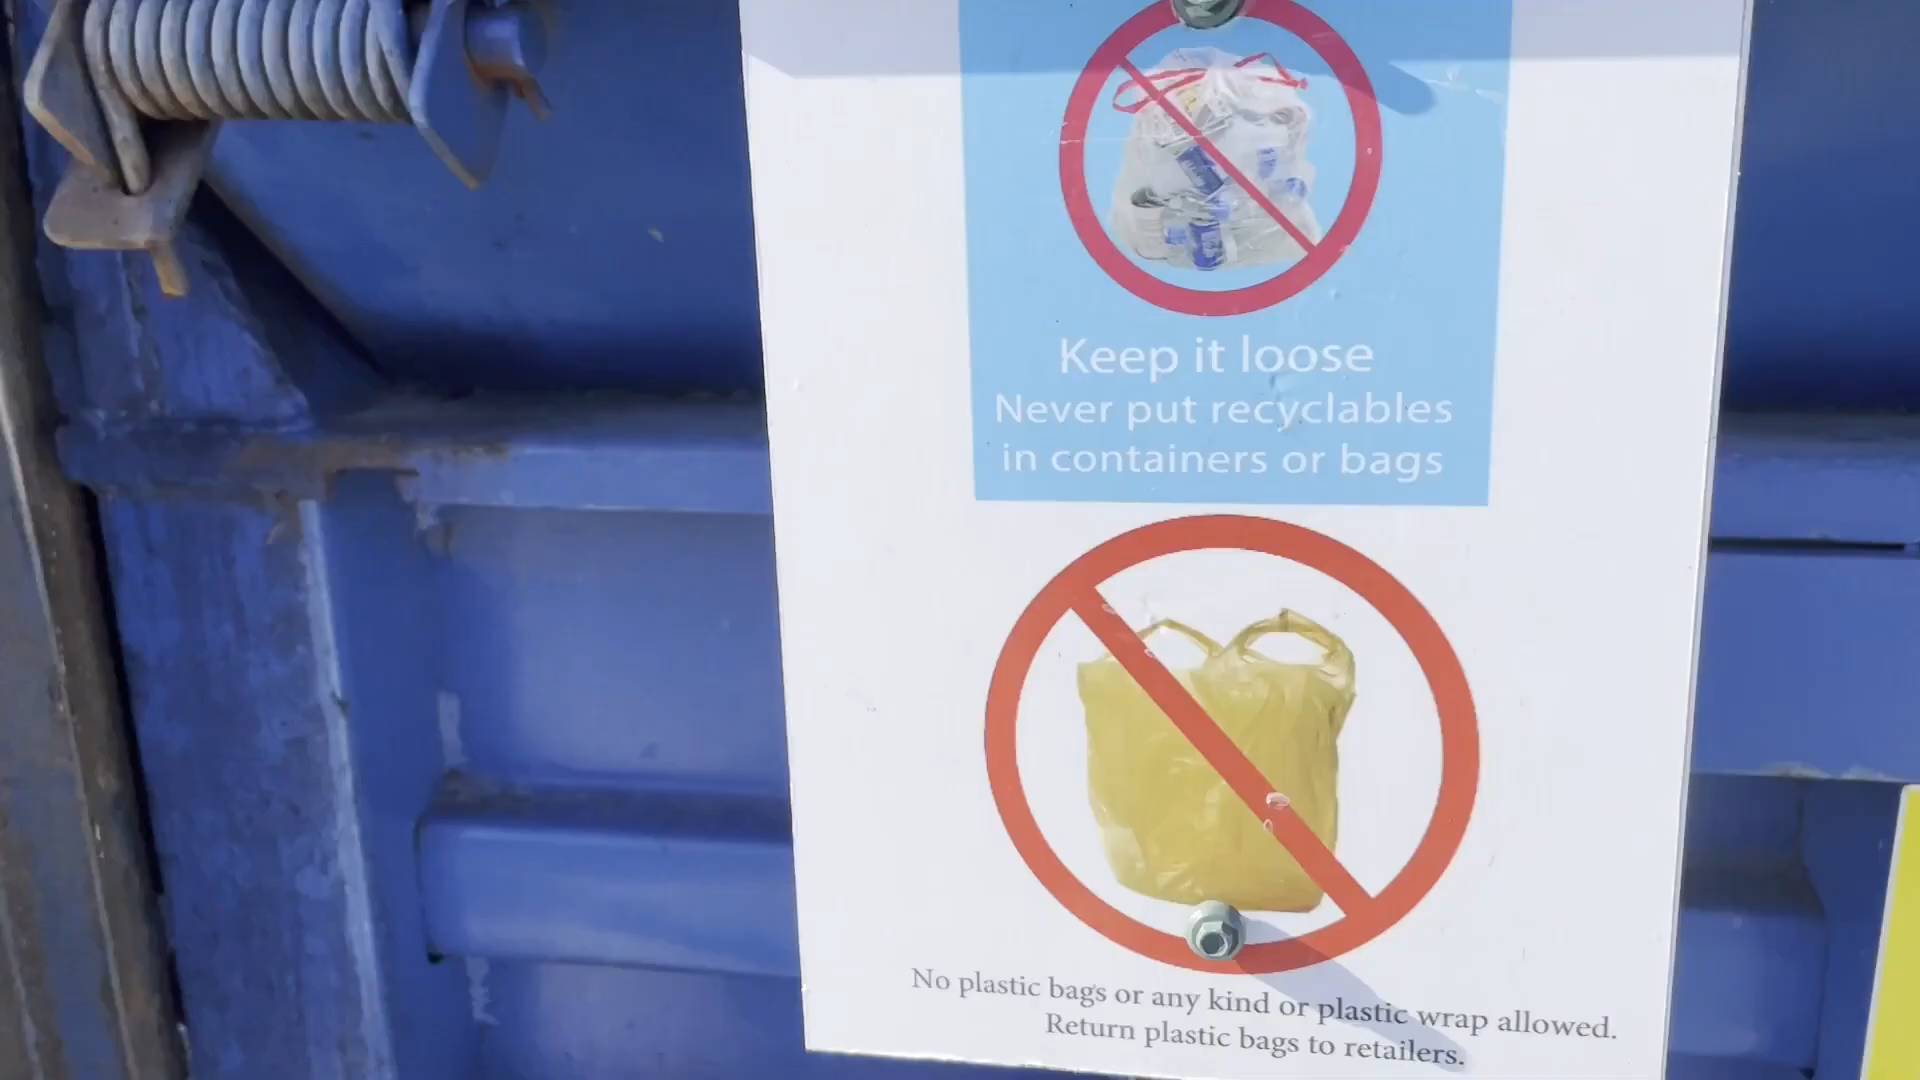 Keep it loose
Never put recyclables
in containers or bags
No plastic bags or any kind or plastic wrap allowed.
Return plastic bags to retailers.